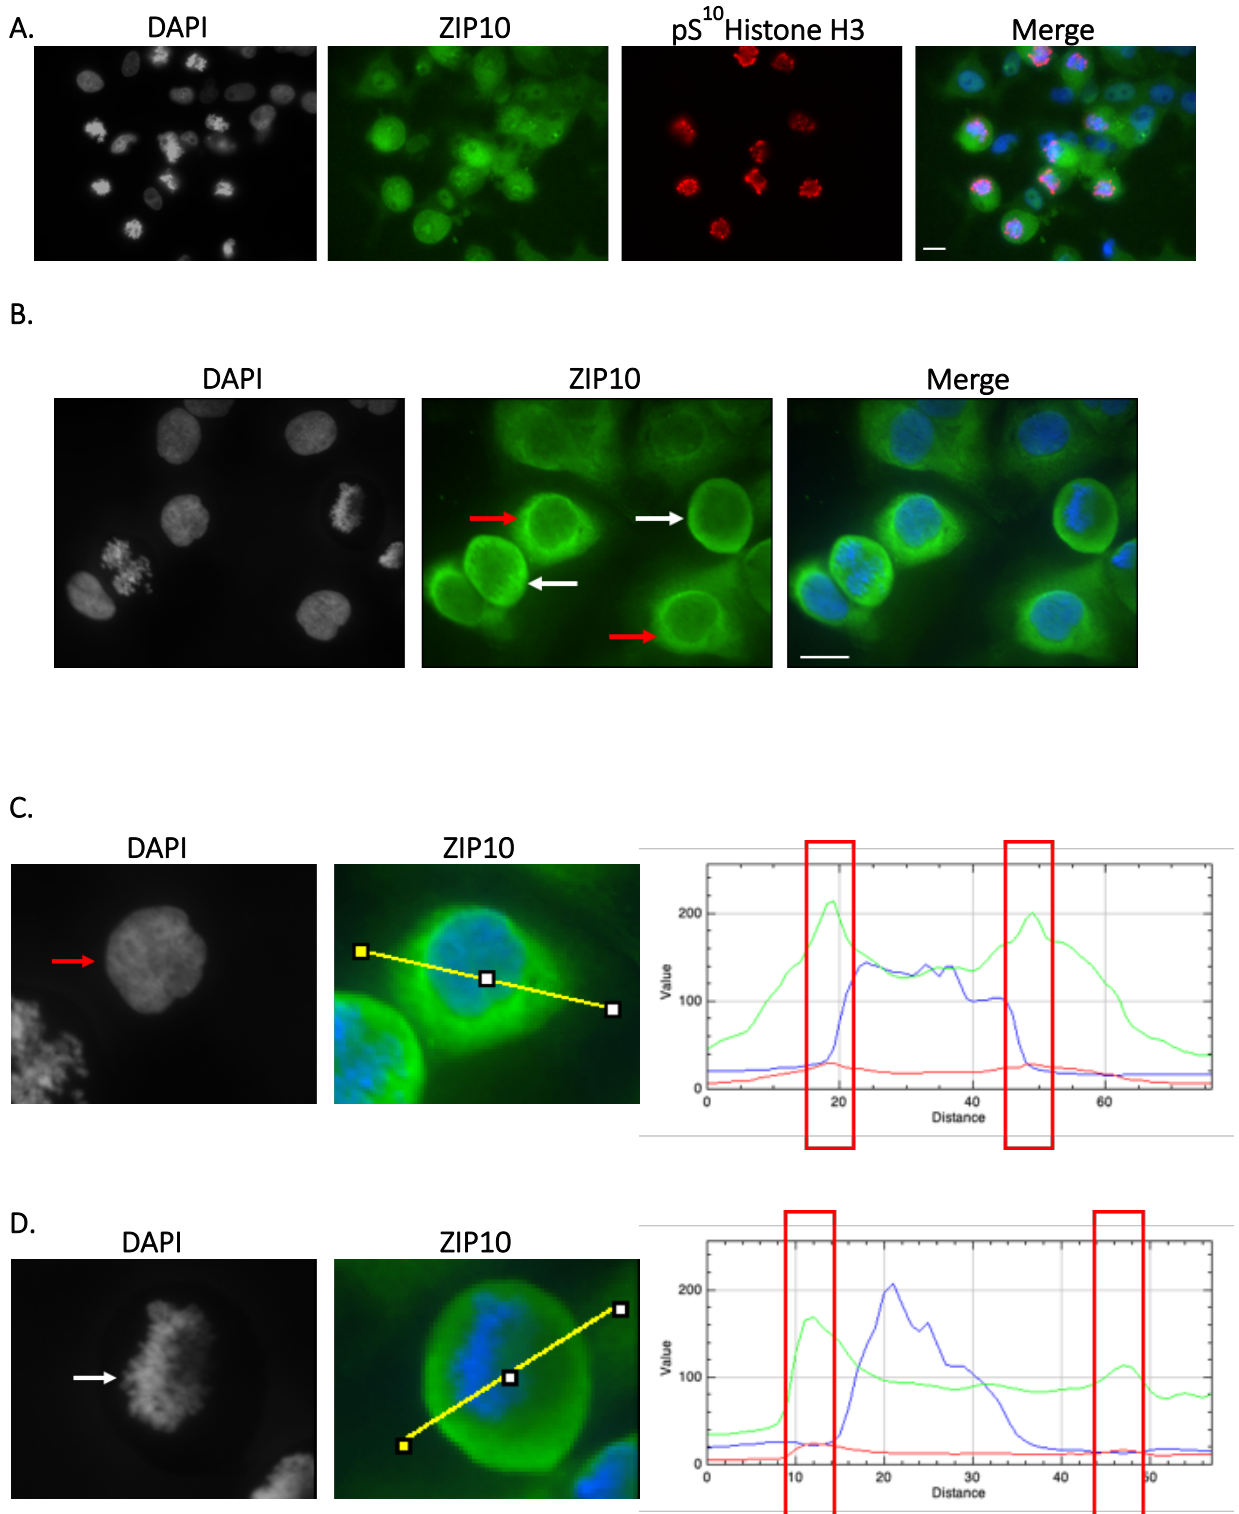 A.
DAPI ZIP10 pS10Histone H3 Merge
B.
DAPI ZIP10 Merge
C.
DAPI ZIP10
200
100
0
Value
0 20 40 60
Distance
D.
DAPI ZIP10
200
100
0
Value
0 10 20 30 40 50
Distance